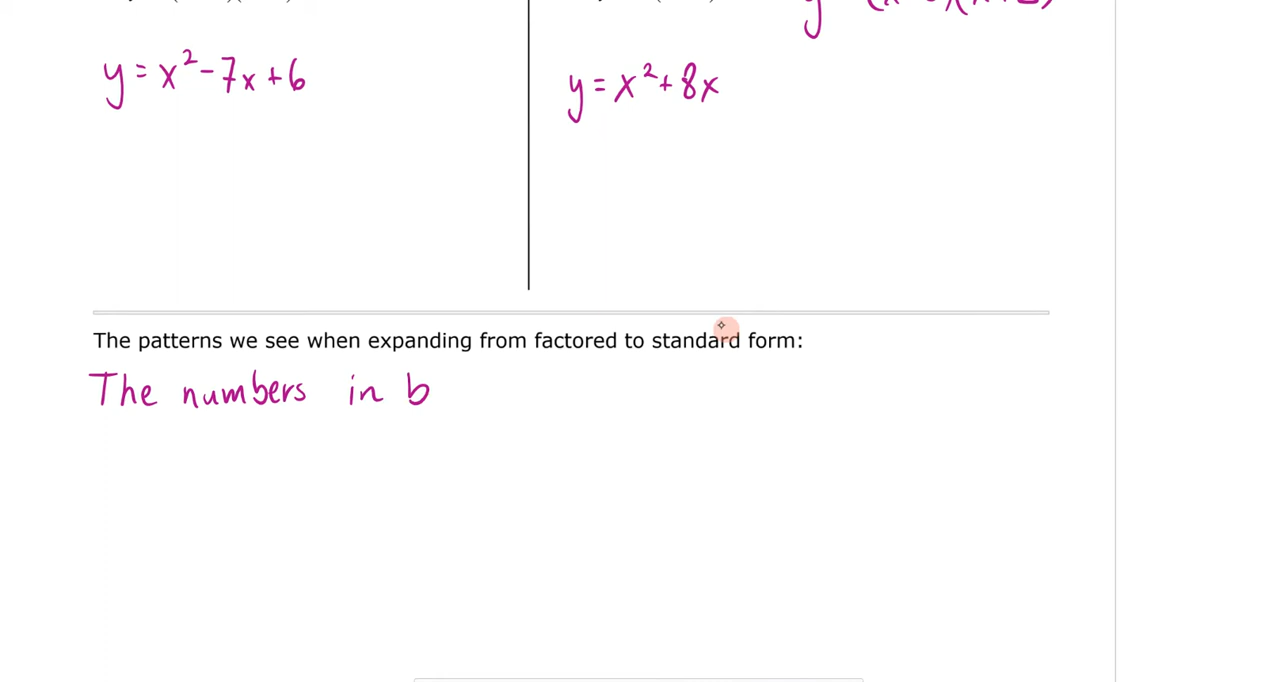 y = x² - 7x + 6
y = x² + 8x
The patterns we see when expanding from factored to standard form:
The numbers in b